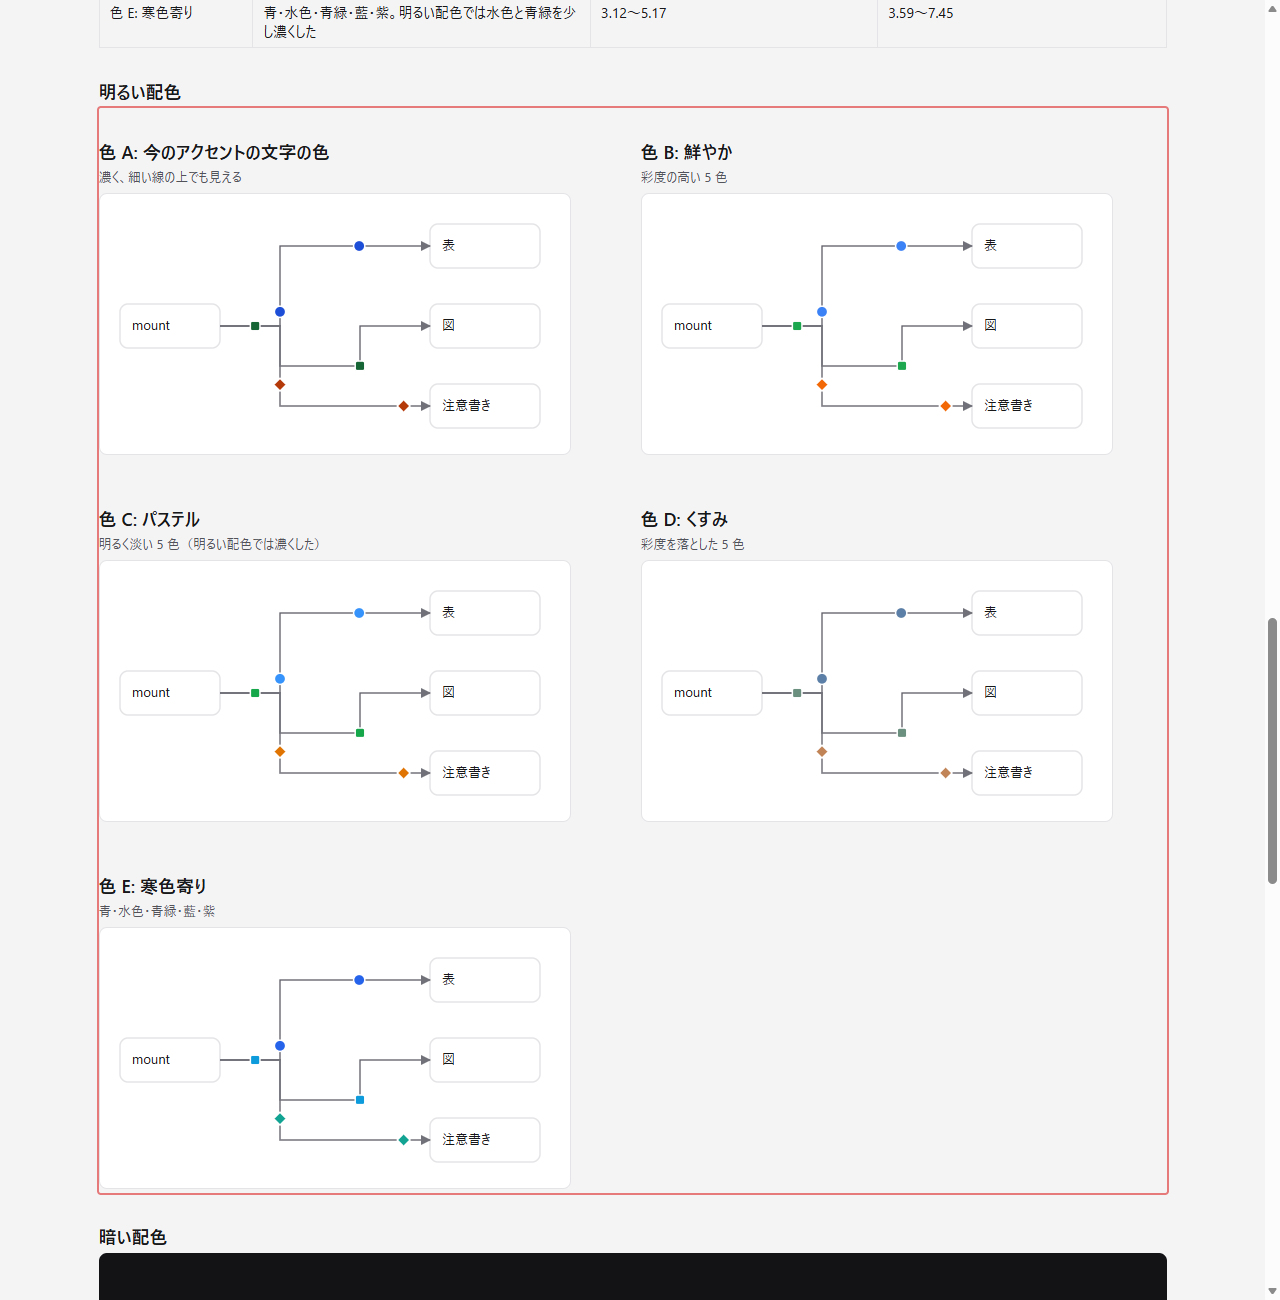 色 E: 寒色寄り
青・水色・青緑・藍・紫。明るい配色では水色と青緑を少
し濃くした
3.12～5.17
3.59～7.45
明るい配色
色 A: 今のアクセントの文字の色
濃く、細い線の上でも見える
表
mount
図
注意書き
色 B: 鮮やか
彩度の高い 5 色
表
mount
図
注意書き
色 C: パステル
明るく淡い 5 色 （明るい配色では濃くした）
表
mount
図
注意書き
色 D: くすみ
彩度を落とした 5 色
表
mount
図
注意書き
色 E: 寒色寄り
青・水色・青緑・藍・紫
表
mount
図
注意書き
暗い配色